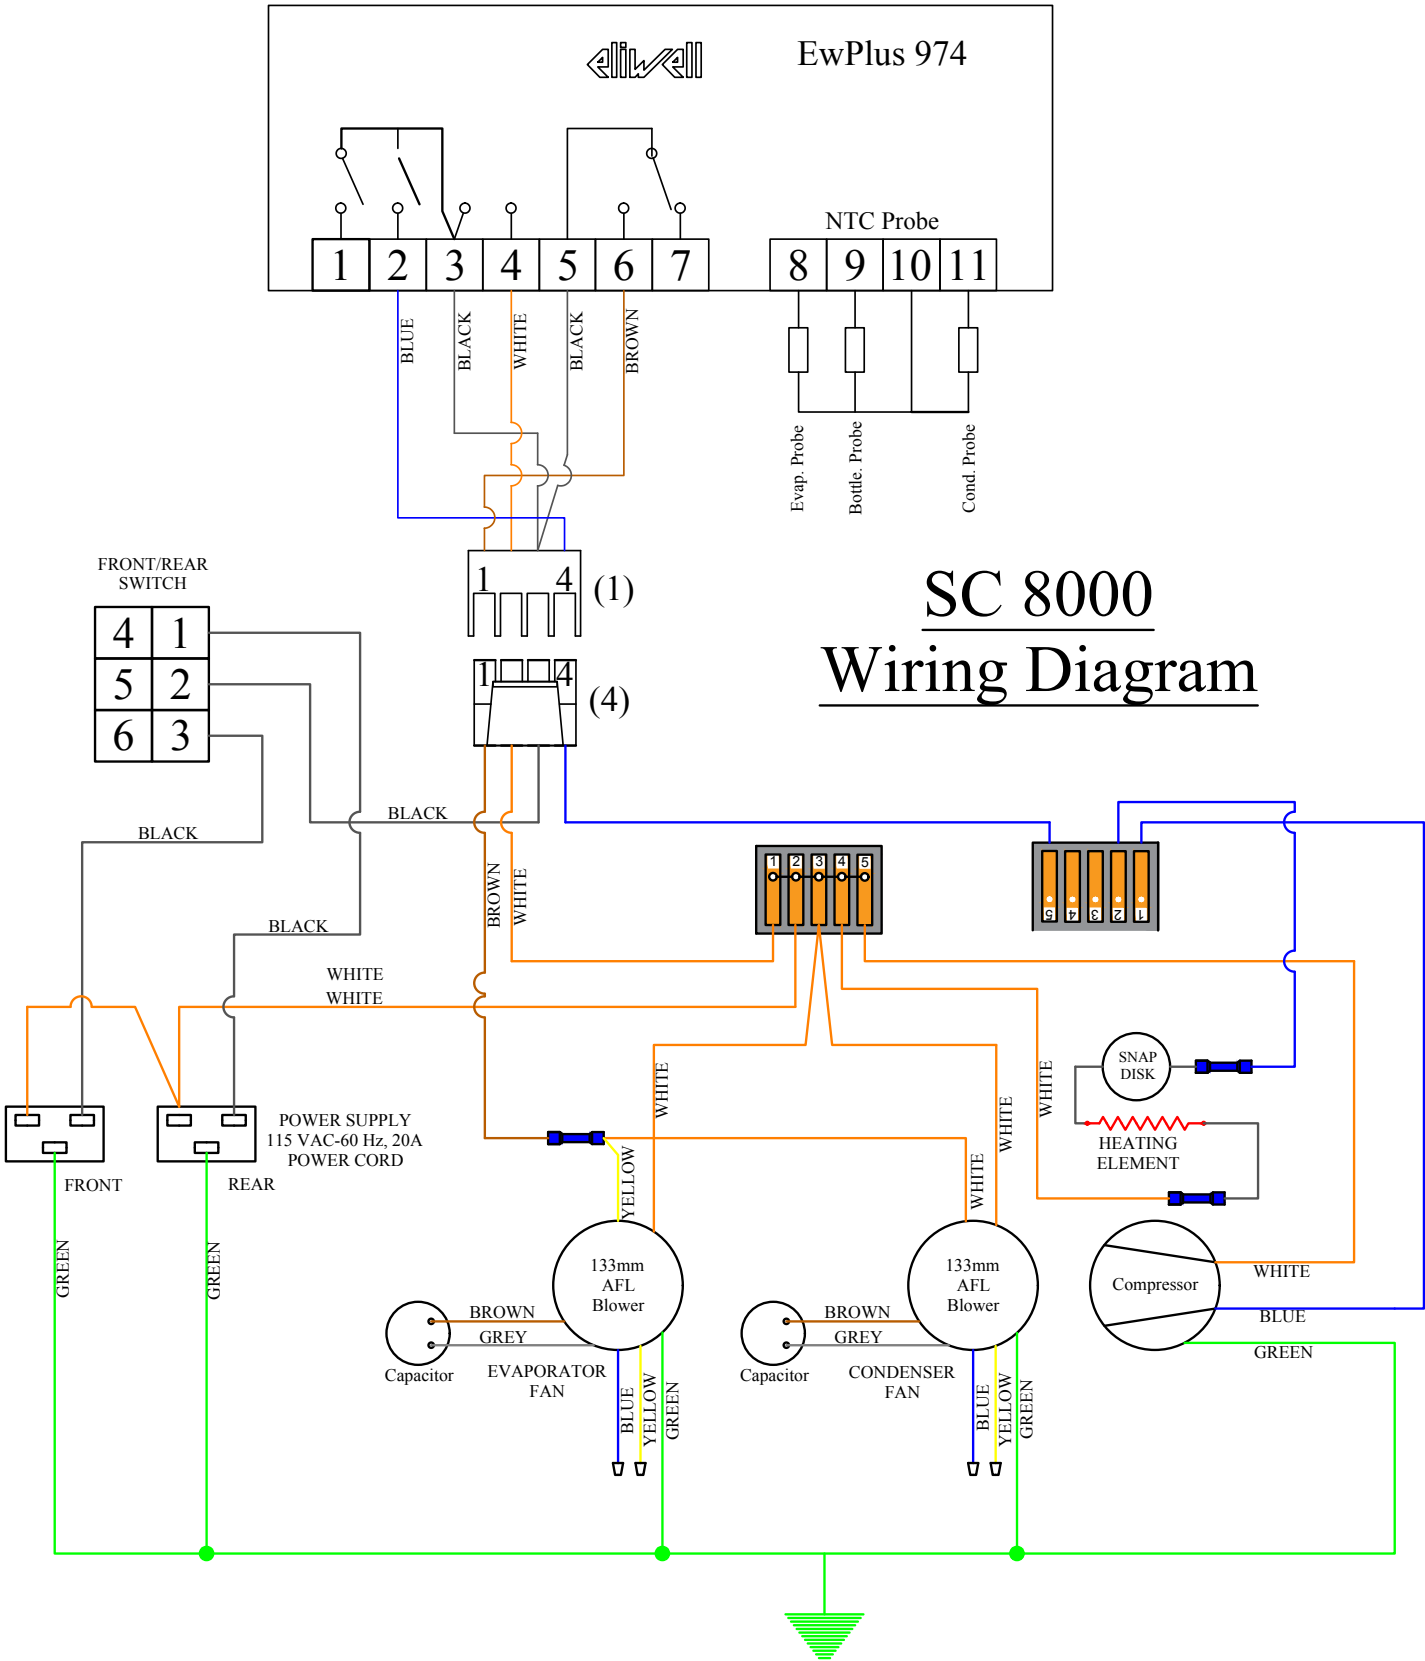 eliwell
EwPlus 974
NTC Probe
1 2 3 4 5 6 7
8 9 10 11
BLUE
BLACK
WHITE
BLACK
BROWN
Evap. Probe
Bottle. Probe
Cond. Probe
FRONT/REAR
SWITCH
4 1
5 2
6 3
1 4
(1)
1 4
(4)
SC 8000
Wiring Diagram
BLACK
BLACK
BLACK
BROWN
WHITE
1 2 3 4 5
5 4 3 2 1
WHITE
WHITE
SNAP
DISK
HEATING
ELEMENT
WHITE
WHITE
WHITE
WHITE
YELLOW
POWER SUPPLY
115 VAC-60 Hz, 20A
POWER CORD
FRONT
REAR
GREEN
GREEN
133mm
AFL
Blower
133mm
AFL
Blower
Compressor
WHITE
BLUE
GREEN
BROWN
GREY
Capacitor
EVAPORATOR
FAN
BLUE
YELLOW
GREEN
BROWN
GREY
Capacitor
CONDENSER
FAN
BLUE
YELLOW
GREEN